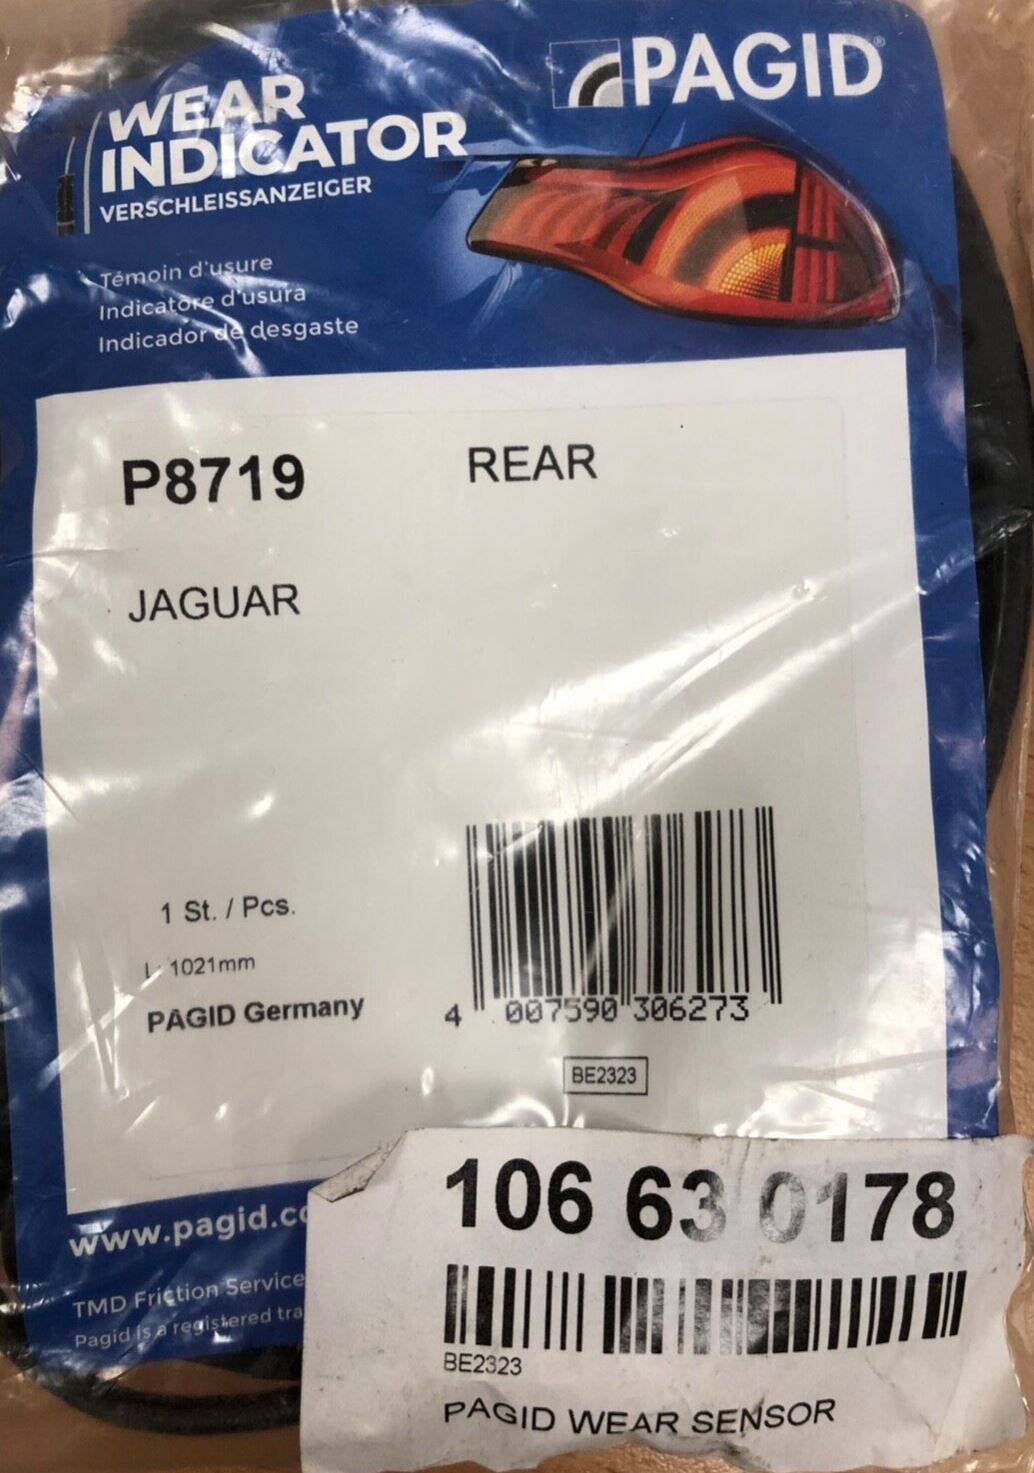 PAGID®
WEAR
INDICATOR
VERSCHLEISSANZEIGER
Témoin d'usure
Indicatore d'usura
Indicador de desgaste
P8719
REAR
JAGUAR
1 St. / Pcs.
L: 1021mm
PAGID Germany
4 007590 306273
BE2323
www.pagid.co
TMD Friction Service
Pagid is a registered tra
106 63 0178
BE2323
PAGID WEAR SENSOR